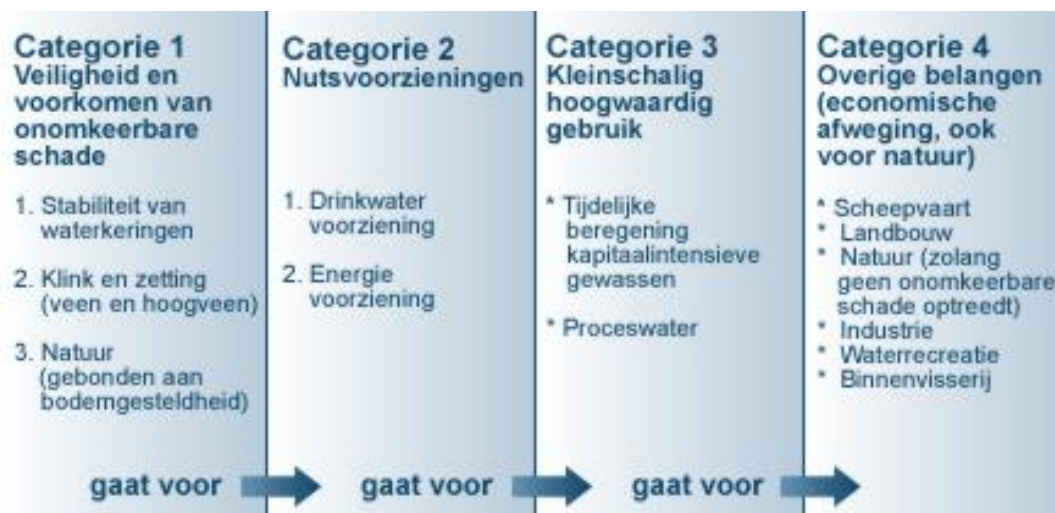 Categorie 1
Veiligheid en
voorkomen van
onomkeerbare
schade
1. Stabiliteit van
waterkeringen
2. Klink en zetting
(veen en hoogveen)
3. Natuur
(gebonden aan
bodemgesteldheid)
gaat voor
Categorie 2
Nutsvoorzieningen
1. Drinkwater
voorziening
2. Energie
voorziening
gaat voor
Categorie 3
Kleinschalig
hoogwaardig
gebruik
* Tijdelijke
beregening
kapitaalintensieve
gewassen
* Proceswater
gaat voor
Categorie 4
Overige belangen
(economische
afweging, ook
voor natuur)
* Scheepvaart
* Landbouw
* Natuur (zolang
geen onomkeerbare
schade optreedt)
* Industrie
* Waterrecreatie
* Binnenvisserij